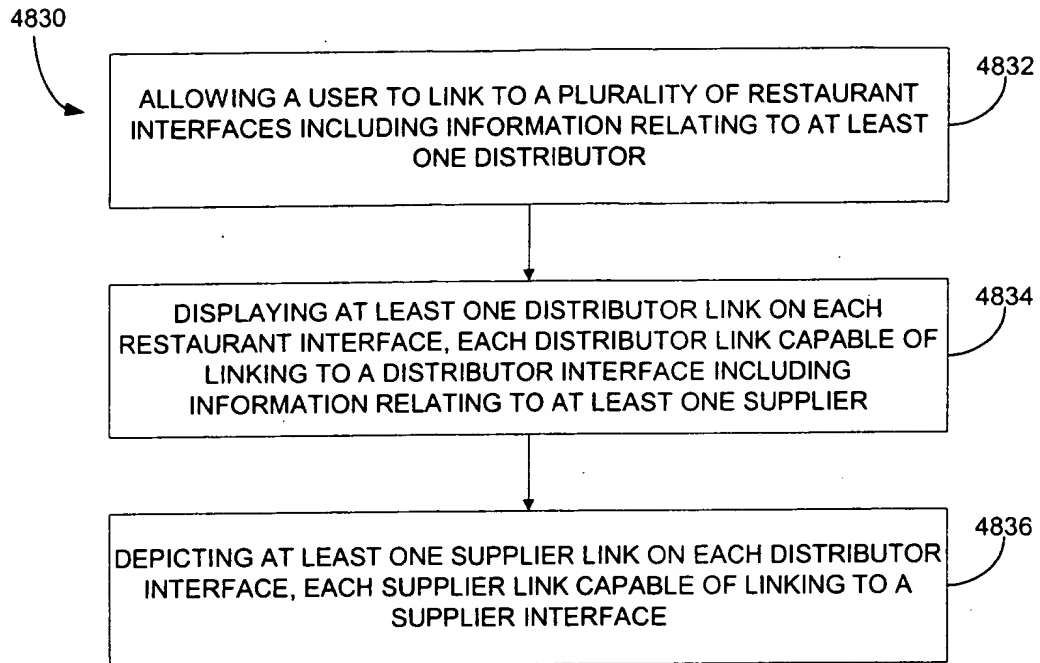 4830
4832
ALLOWING A USER TO LINK TO A PLURALITY OF RESTAURANT
INTERFACES INCLUDING INFORMATION RELATING TO AT LEAST
ONE DISTRIBUTOR
4834
DISPLAYING AT LEAST ONE DISTRIBUTOR LINK ON EACH
RESTAURANT INTERFACE, EACH DISTRIBUTOR LINK CAPABLE OF
LINKING TO A DISTRIBUTOR INTERFACE INCLUDING
INFORMATION RELATING TO AT LEAST ONE SUPPLIER
4836
DEPICTING AT LEAST ONE SUPPLIER LINK ON EACH DISTRIBUTOR
INTERFACE, EACH SUPPLIER LINK CAPABLE OF LINKING TO A
SUPPLIER INTERFACE